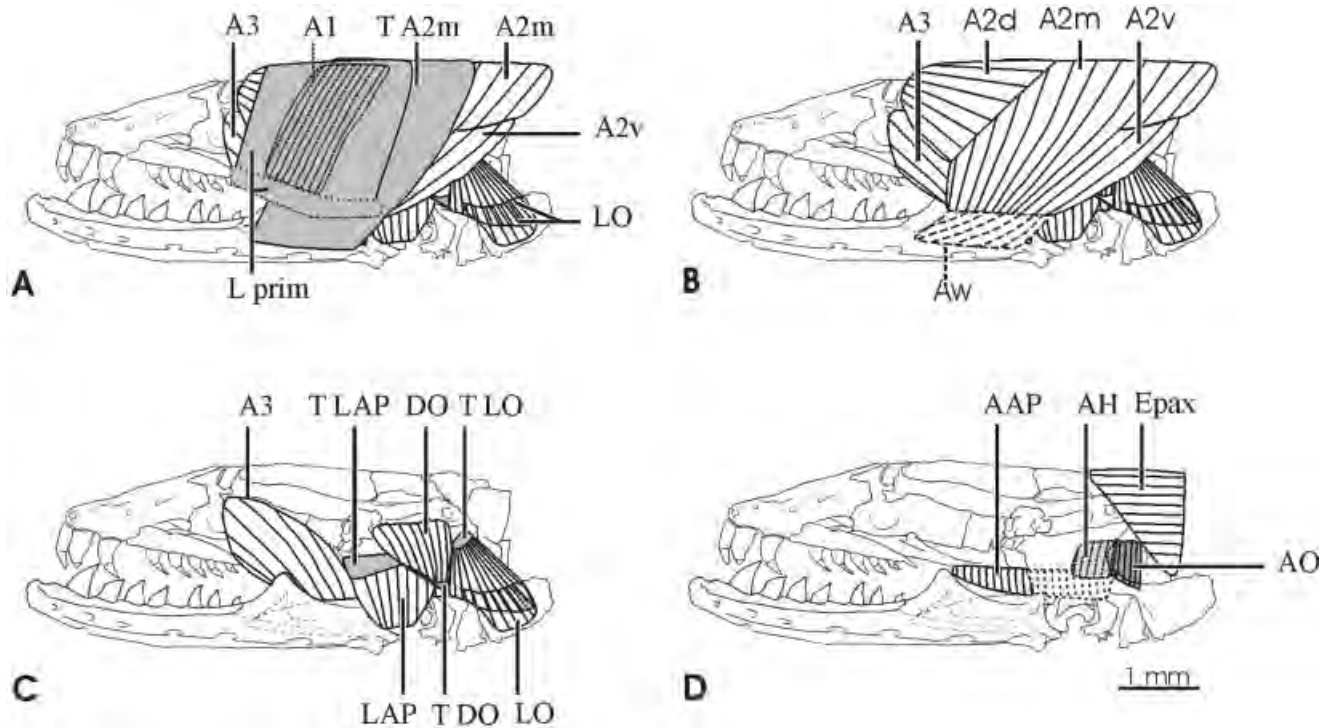 A3 A1 T A2m A2m
A2v
LO
A L prim
A3 A2d A2m A2v
B Aw
A3 T LAP DO T LO
C
LAP T DO LO
AAP AH Epax
AO
D 1 mm